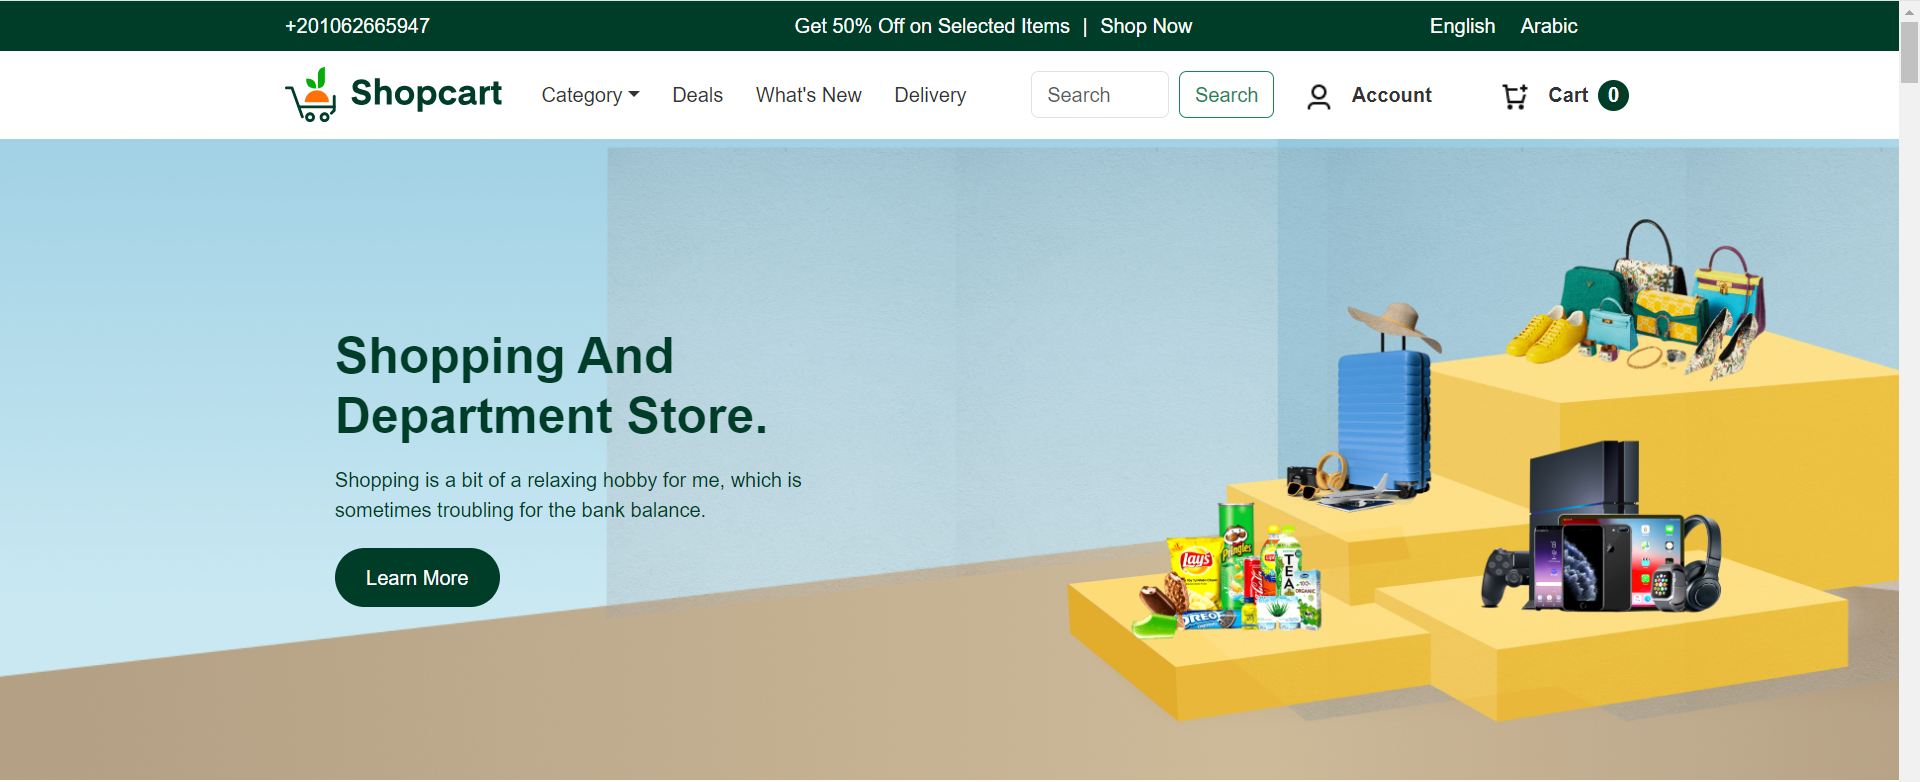 +201062665947
Get 50% Off on Selected Items | Shop Now
English Arabic
Shopcart
Category Deals What's New Delivery
Search Search
Account
Cart 0
Shopping And
Department Store.
Shopping is a bit of a relaxing hobby for me, which is
sometimes troubling for the bank balance.
Learn More
Lay's
Pringles
TEA
OREO
ORGANIC